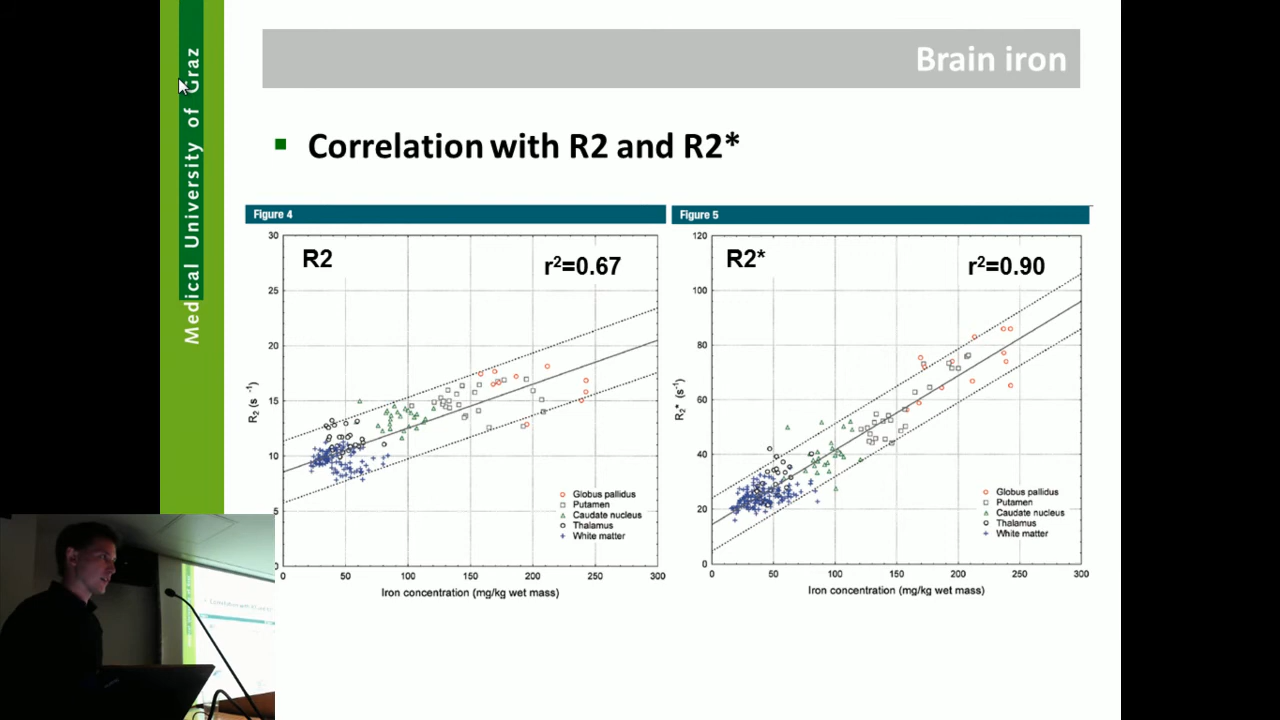 Medical University of Graz
Brain iron
Correlation with R2 and R2*
Figure 4
R2
r²=0.67
30
25
20
15
10
5
0
R₂ (s⁻¹)
0 50 100 150 200 250 300
Iron concentration (mg/kg wet mass)
Globus pallidus
Putamen
Caudate nucleus
Thalamus
White matter
Figure 5
R2*
r²=0.90
120
100
80
60
40
20
0
R₂* (s⁻¹)
0 50 100 150 200 250 300
Iron concentration (mg/kg wet mass)
Globus pallidus
Putamen
Caudate nucleus
Thalamus
White matter